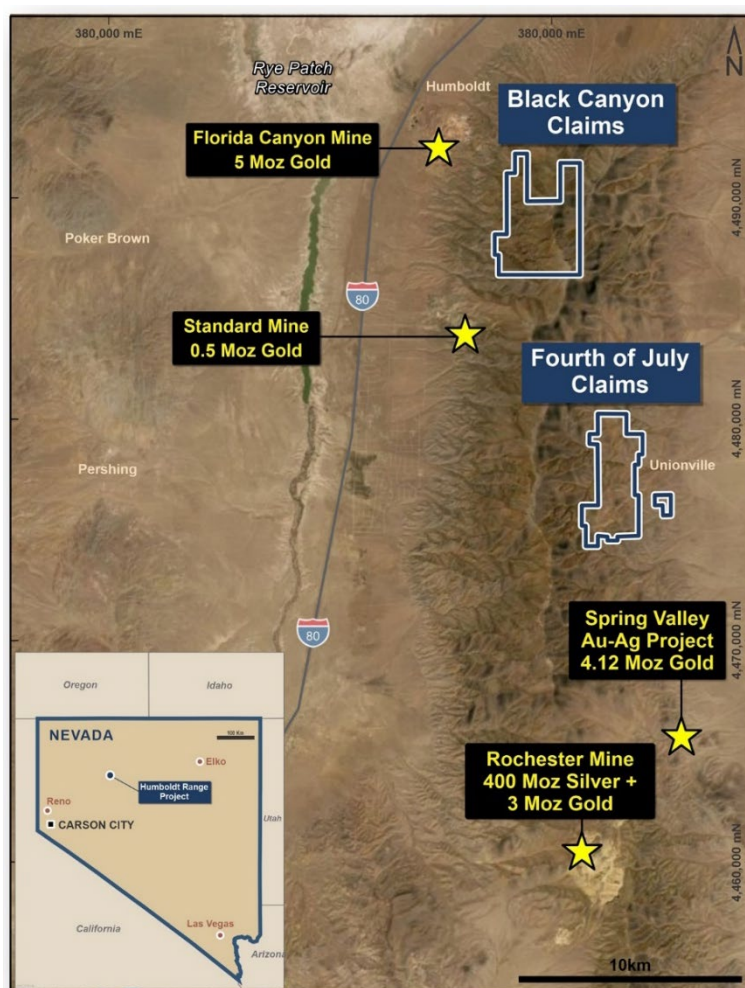 380,000 mE
380,000 mE
N
Rye Patch
Reservoir
Humboldt
Black Canyon
Claims
Florida Canyon Mine
5 Moz Gold
4,490,000 mN
Poker Brown
80
Standard Mine
0.5 Moz Gold
Fourth of July
Claims
4,480,000 mN
Pershing
Unionville
80
Spring Valley
Au-Ag Project
4.12 Moz Gold
4,470,000 mN
Rochester Mine
400 Moz Silver +
3 Moz Gold
4,460,000 mN
10km
Oregon
Idaho
NEVADA
100 Km
Elko
Humboldt Range
Project
Reno
CARSON CITY
Utah
California
Las Vegas
Arizona